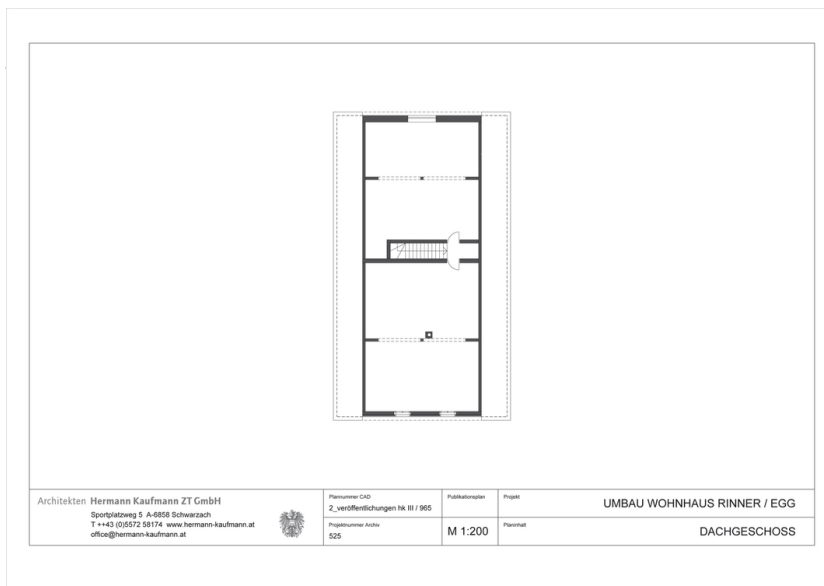 Architekten Hermann Kaufmann ZT GmbH
Sportplatzweg 5 A-6858 Schwarzach
T ++43 (0)5572 58174 www.hermann-kaufmann.at
office@hermann-kaufmann.at
Plannummer CAD
2_veröffentlichungen hk III / 965
Projektnummer Archiv
525
Publikationsplan
M 1:200
Projekt
UMBAU WOHNHAUS RINNER / EGG
Planinhalt
DACHGESCHOSS